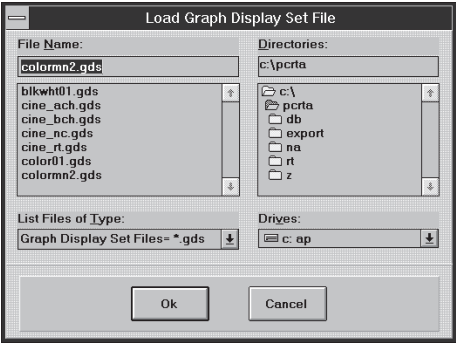 Load Graph Display Set File
File Name:
colormn2.gds
blkwht01.gds
cine_ach.gds
cine_bch.gds
cine_nc.gds
cine_rt.gds
color01.gds
colormn2.gds
List Files of Type:
Graph Display Set Files= *.gds
Directories:
c:\pcrta
c:\
pcrta
db
export
na
rt
z
Drives:
c: ap
Ok
Cancel